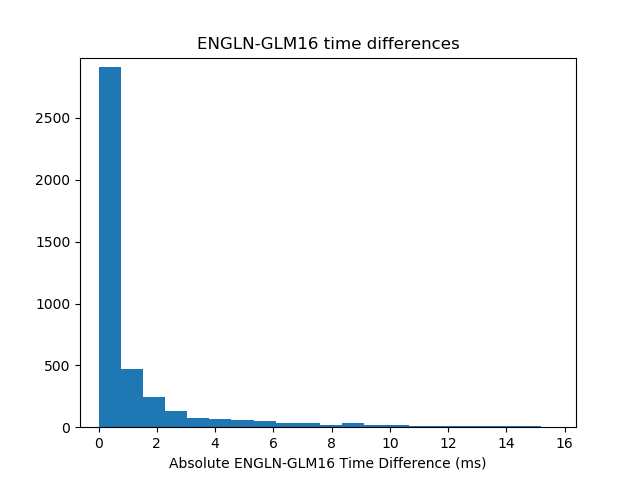 ENGLN-GLM16 time differences
2500
2000
1500
1000
500
0
0 2 4 6 8 10 12 14 16
Absolute ENGLN-GLM16 Time Difference (ms)